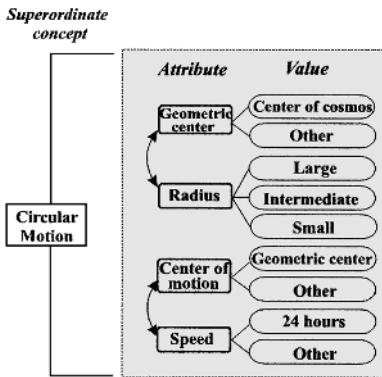 Superordinate
concept
Attribute
Value
Geometric
center
Center of cosmos
Other
Radius
Large
Intermediate
Small
Circular
Motion
Center of
motion
Geometric center
Other
Speed
24 hours
Other